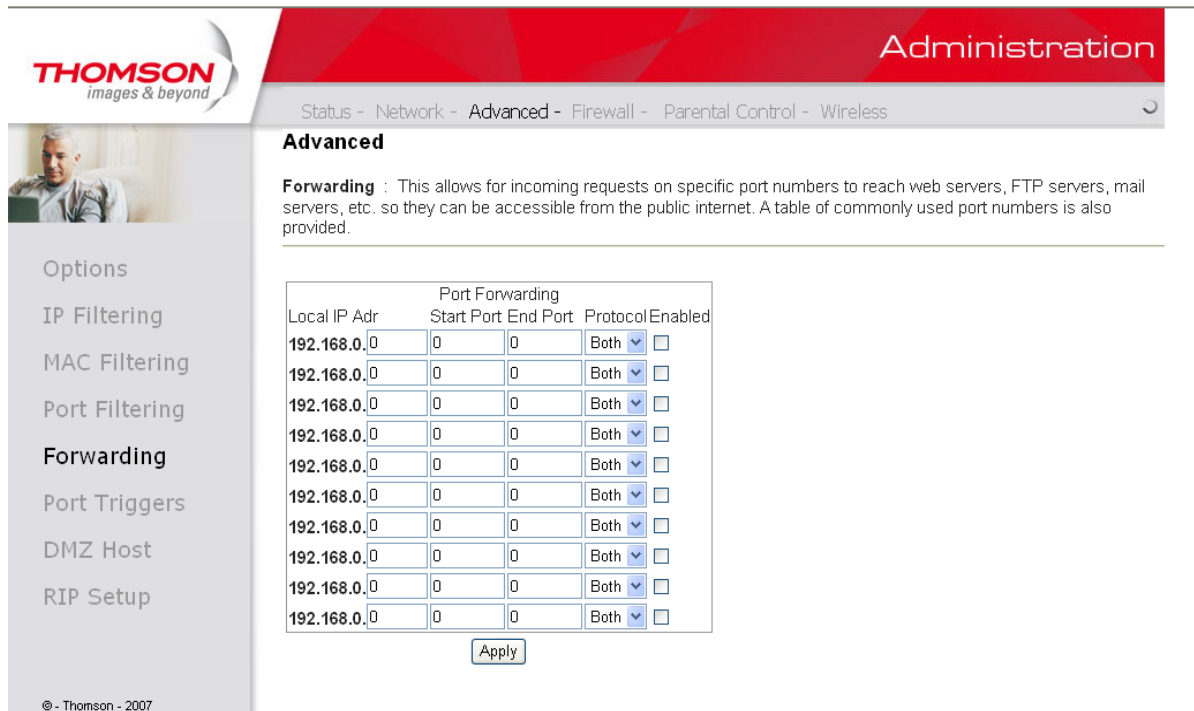 THOMSON
images & beyond
Administration
Status - Network - Advanced - Firewall - Parental Control - Wireless
Advanced
Forwarding : This allows for incoming requests on specific port numbers to reach web servers, FTP servers, mail
servers, etc. so they can be accessible from the public internet. A table of commonly used port numbers is also
provided.
Options
IP Filtering
MAC Filtering
Port Filtering
Forwarding
Port Triggers
DMZ Host
RIP Setup
Port Forwarding
Local IP Adr Start Port End Port Protocol Enabled
192.168.0. 0 0 0 Both
192.168.0. 0 0 0 Both
192.168.0. 0 0 0 Both
192.168.0. 0 0 0 Both
192.168.0. 0 0 0 Both
192.168.0. 0 0 0 Both
192.168.0. 0 0 0 Both
192.168.0. 0 0 0 Both
192.168.0. 0 0 0 Both
192.168.0. 0 0 0 Both
Apply
© - Thomson - 2007